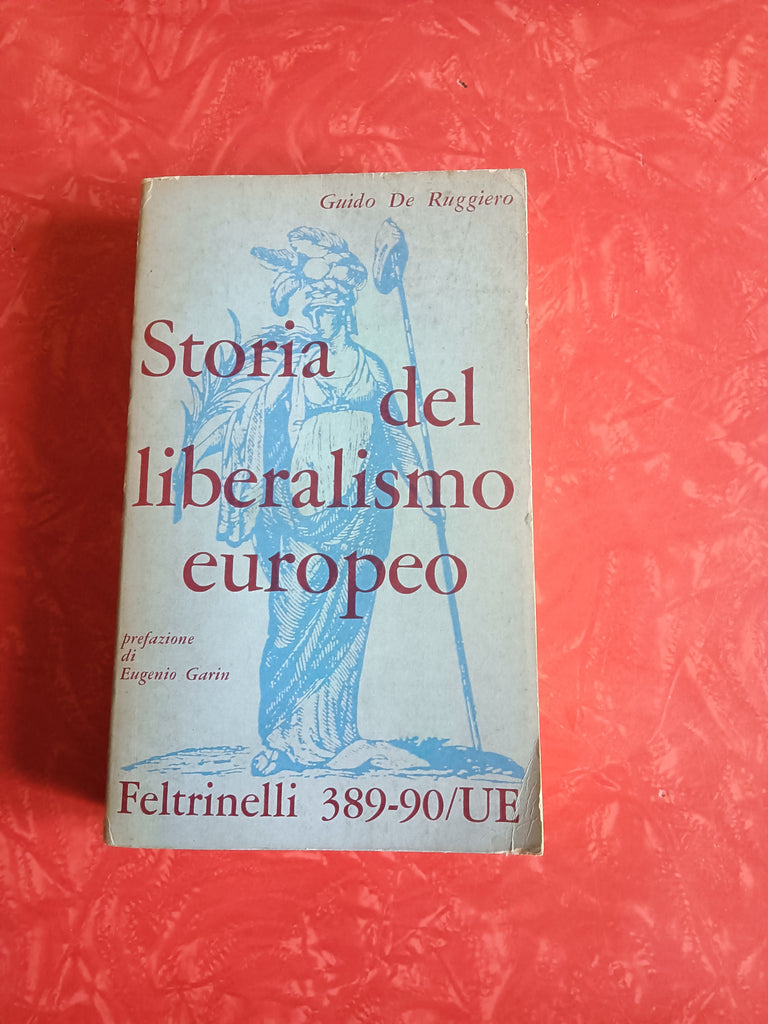 Guido De Ruggiero
Storia
del
liberalismo
europeo
prefazione
di
Eugenio Garin
Feltrinelli 389-90/UE